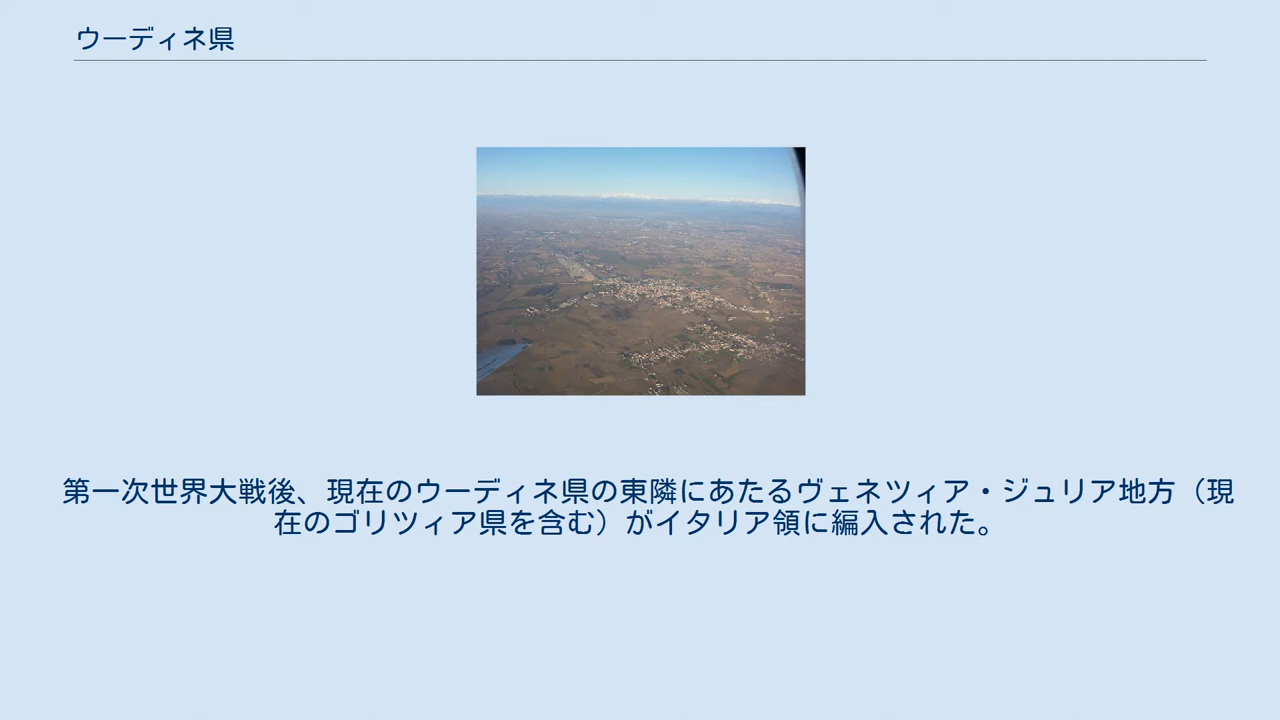 ウーディネ県
第一次世界大戦後、現在のウーディネ県の東隣にあたるヴェネツィア・ジュリア地方（現
在のゴリツィア県を含む）がイタリア領に編入された。